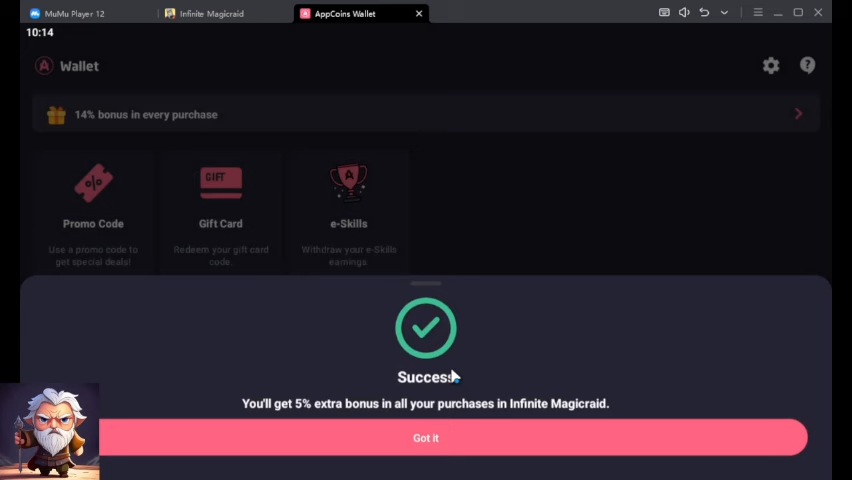 MuMu Player 12
Infinite Magicraid
AppCoins Wallet
10:14
Wallet
14% bonus in every purchase
GIFT
Promo Code
Gift Card
e-Skills
Use a promo code to
get special deals!
Redeem your gift card
code.
Withdraw your e-Skills
earnings
Success
You'll get 5% extra bonus in all your purchases in Infinite Magicraid.
Got it